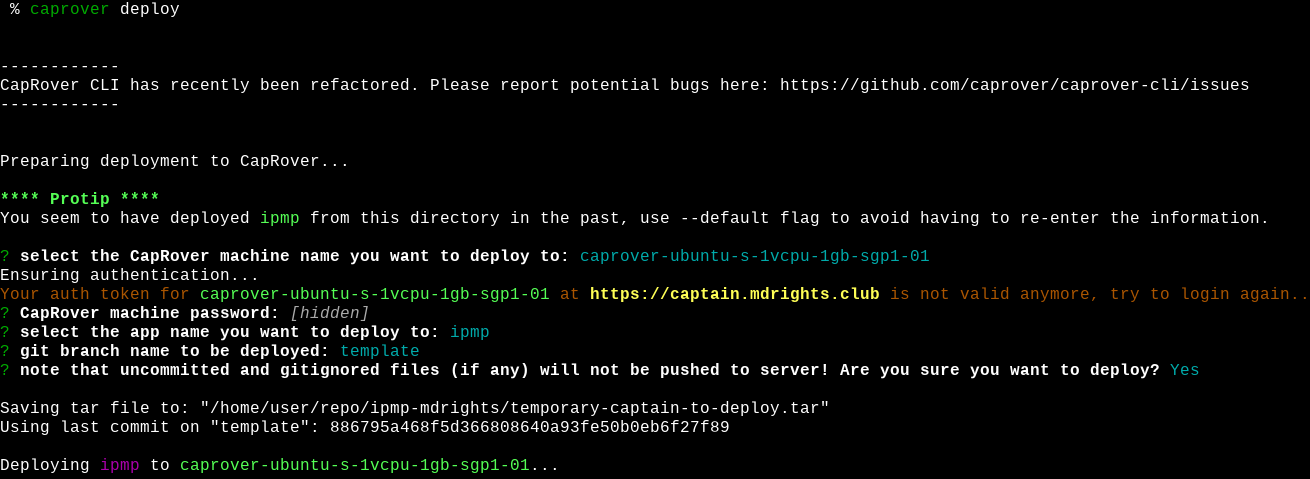 % caprover deploy
------------
CapRover CLI has recently been refactored. Please report potential bugs here: https://github.com/caprover/caprover-cli/issues
------------
Preparing deployment to CapRover...
**** Protip ****
You seem to have deployed ipmp from this directory in the past, use --default flag to avoid having to re-enter the information.
? select the CapRover machine name you want to deploy to: caprover-ubuntu-s-1vcpu-1gb-sgp1-01
Ensuring authentication...
Your auth token for caprover-ubuntu-s-1vcpu-1gb-sgp1-01 at https://captain.mdrights.club is not valid anymore, try to login again..
? CapRover machine password: [hidden]
? select the app name you want to deploy to: ipmp
? git branch name to be deployed: template
? note that uncommitted and gitignored files (if any) will not be pushed to server! Are you sure you want to deploy? Yes
Saving tar file to: "/home/user/repo/ipmp-mdrights/temporary-captain-to-deploy.tar"
Using last commit on "template": 886795a468f5d366808640a93fe50b0eb6f27f89
Deploying ipmp to caprover-ubuntu-s-1vcpu-1gb-sgp1-01...